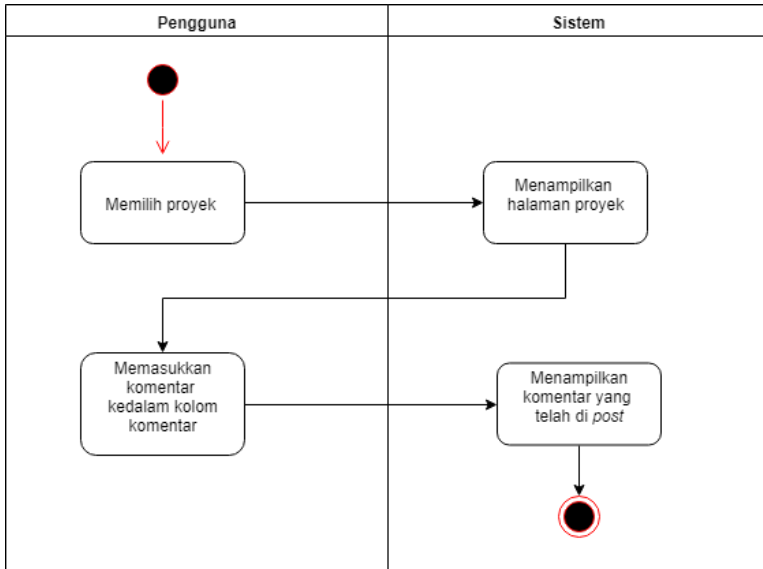 Pengguna
Sistem
Memilih proyek
Menampilkan
halaman proyek
Memasukkan
komentar
kedalam kolom
komentar
Menampilkan
komentar yang
telah di post